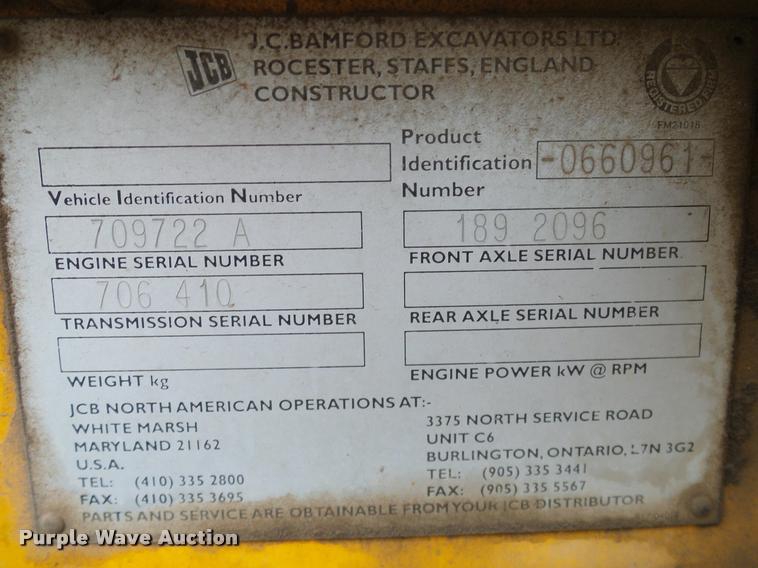 JCB
J.C.BAMFORD EXCAVATORS LTD
ROCESTER, STAFFS, ENGLAND
CONSTRUCTOR
REGISTERED FIRM
FM21018
Product
Identification -0660961-
Number
Vehicle Identification Number
709722 A
ENGINE SERIAL NUMBER
189 2096
FRONT AXLE SERIAL NUMBER
706 410
TRANSMISSION SERIAL NUMBER
REAR AXLE SERIAL NUMBER
WEIGHT kg
ENGINE POWER kW @ RPM
JCB NORTH AMERICAN OPERATIONS AT:-
WHITE MARSH
MARYLAND 21162
U.S.A.
TEL: (410) 335 2800
FAX: (410) 335 3695
3375 NORTH SERVICE ROAD
UNIT C6
BURLINGTON, ONTARIO, L7N 3G2
TEL: (905) 335 3441
FAX: (905) 335 5567
PARTS AND SERVICE ARE OBTAINABLE FROM YOUR JCB DISTRIBUTOR
Purple Wave Auction